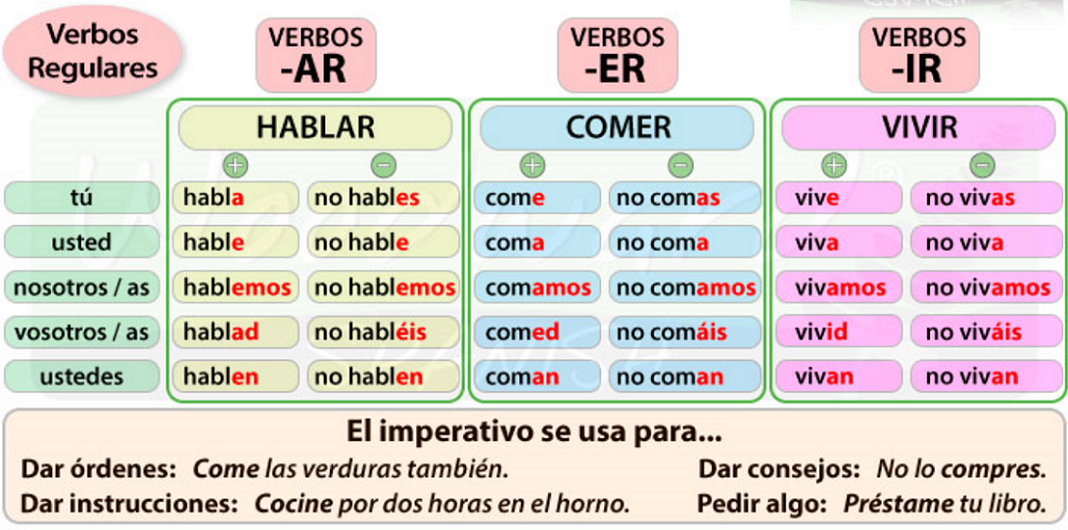 Verbos Regulares
VERBOS -AR
VERBOS -ER
VERBOS -IR
HABLAR
COMER
VIVIR
+ − + − + −
tú habla no hables come no comas vive no vivas
usted hable no hable coma no coma viva no viva
nosotros / as hablemos no hablemos comamos no comamos vivamos no vivamos
vosotros / as hablad no habléis comed no comáis vivid no viváis
ustedes hablen no hablen coman no coman vivan no vivan
El imperativo se usa para...
Dar órdenes: Come las verduras también. Dar consejos: No lo compres.
Dar instrucciones: Cocine por dos horas en el horno. Pedir algo: Préstame tu libro.